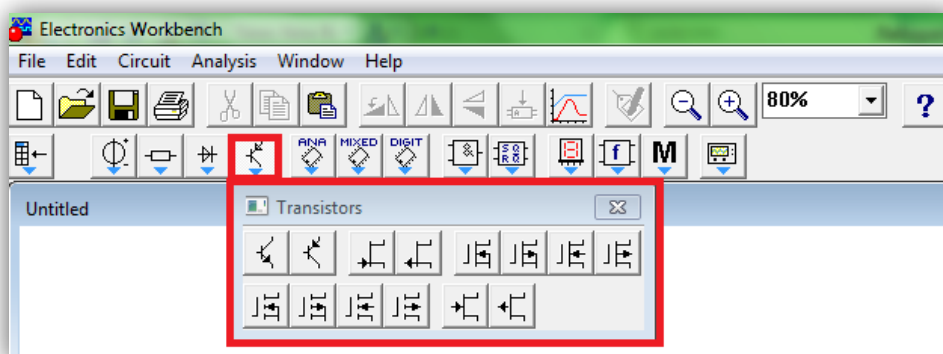 Electronics Workbench
File Edit Circuit Analysis Window Help
80% ?
ANA MIXED DIGIT & S Q R Q f M
Untitled
Transistors